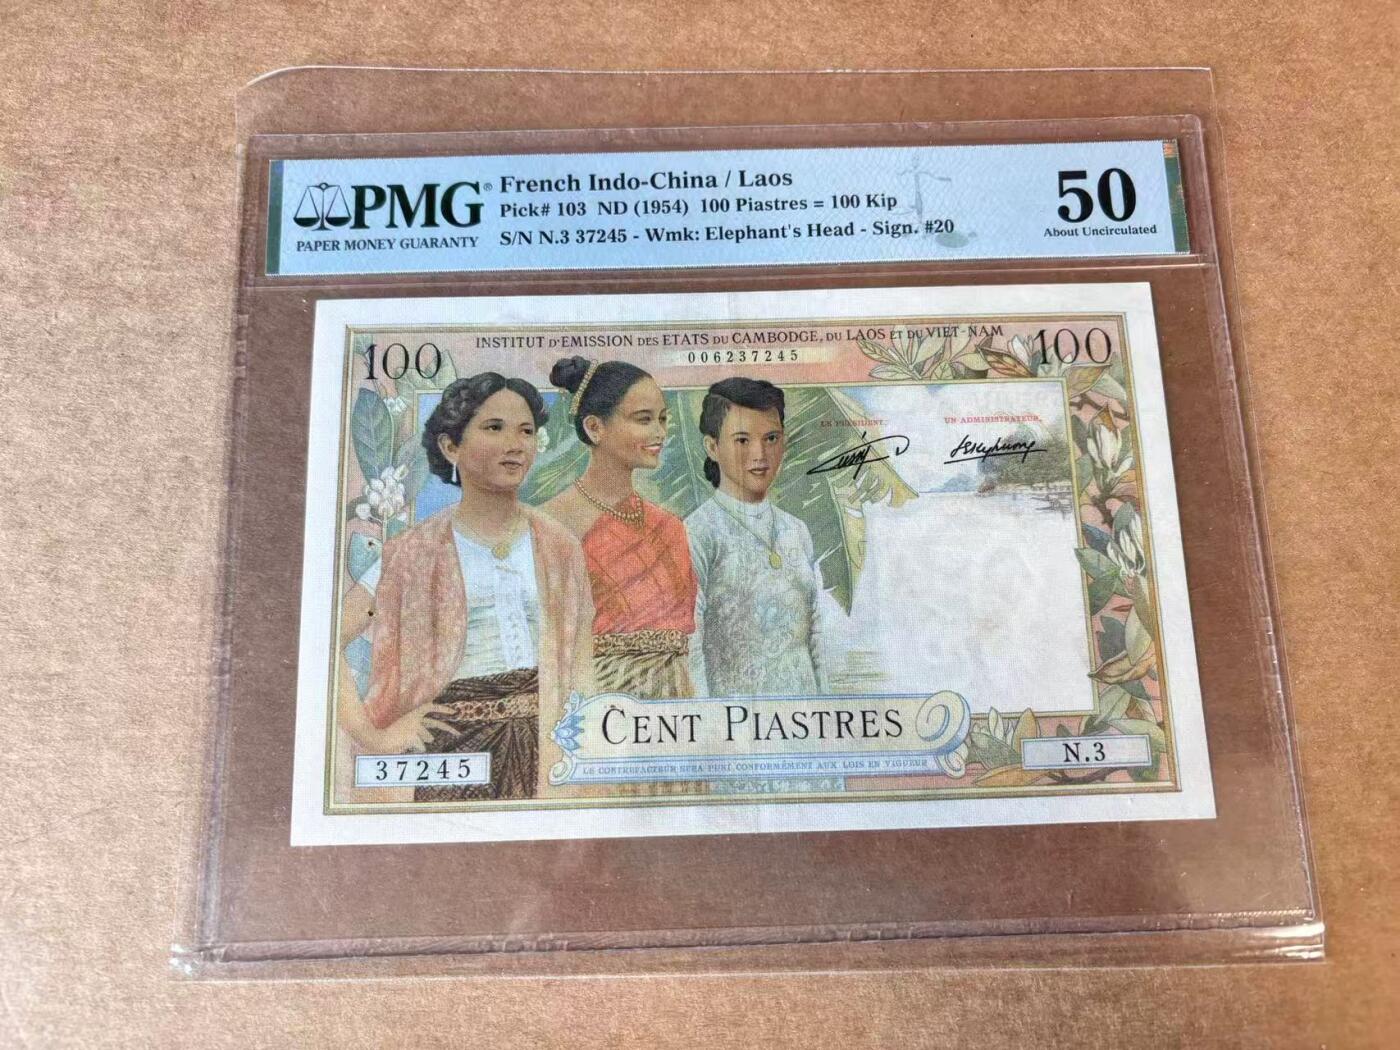 PMG®
PAPER MONEY GUARANTY
French Indo-China / Laos
Pick# 103 ND (1954) 100 Piastres = 100 Kip
S/N N.3 37245 - Wmk: Elephant's Head - Sign. #20
50
About Uncirculated
INSTITUT D'EMISSION DES ETATS DU CAMBODGE, DU LAOS ET DU VIET-NAM
100
006237245
100
LE PRÉSIDENT,
UN ADMINISTRATEUR,
CENT PIASTRES
LE CONTREFACTEUR SERA PUNI CONFORMÉMENT AUX LOIS EN VIGUEUR
37245
N.3